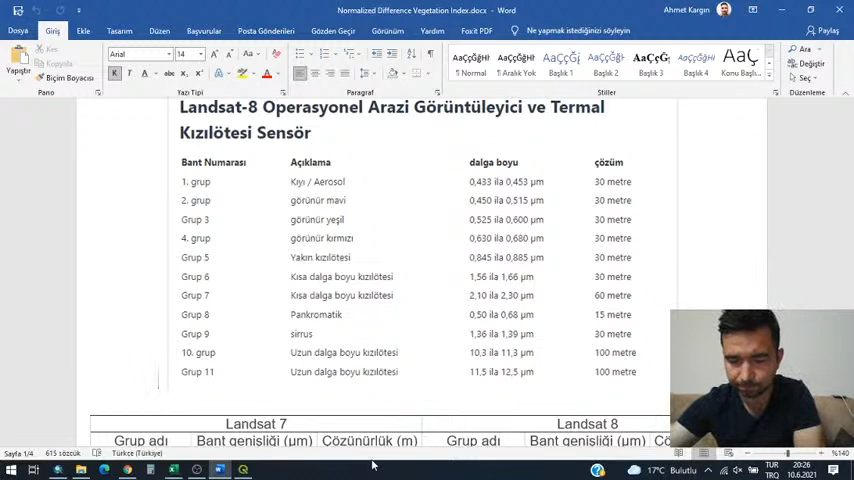 Normalized Difference Vegetation Index.docx - Word
Ahmet Kargın
Dosya Giriş Ekle Tasarım Düzen Başvurular Posta Gönderileri Gözden Geçir Görünüm Yardım Foxit PDF Ne yapmak istediğinizi söyleyin Paylaş
Yapıştır
Kes
Kopyala
Biçim Boyacısı
Arial 14
K T A abc x₂ x²
AaÇçĞğHı AaÇçĞğHı AaÇçĞğ AaÇçĞğH AaÇçĞğ AaÇçĞğH AaÇ
¶ Normal ¶ Aralık Yok Başlık 1 Başlık 2 Başlık 3 Başlık 4 Konu Başl...
Ara
Değiştir
Seç
Pano Yazı Tipi Paragraf Stiller Düzenleme
Landsat-8 Operasyonel Arazi Görüntüleyici ve Termal
Kızılötesi Sensör
Bant Numarası Açıklama dalga boyu çözüm
1. grup Kıyı / Aerosol 0,433 ila 0,453 µm 30 metre
2. grup görünür mavi 0,450 ila 0,515 µm 30 metre
Grup 3 görünür yeşil 0,525 ila 0,600 µm 30 metre
4. grup görünür kırmızı 0,630 ila 0,680 µm 30 metre
Grup 5 Yakın kızılötesi 0,845 ila 0,885 µm 30 metre
Grup 6 Kısa dalga boyu kızılötesi 1,56 ila 1,66 µm 30 metre
Grup 7 Kısa dalga boyu kızılötesi 2,10 ila 2,30 µm 60 metre
Grup 8 Pankromatik 0,50 ila 0,68 µm 15 metre
Grup 9 sirrus 1,36 ila 1,39 µm 30 metre
10. grup Uzun dalga boyu kızılötesi 10,3 ila 11,3 µm 100 metre
Grup 11 Uzun dalga boyu kızılötesi 11,5 ila 12,5 µm 100 metre
Landsat 7 Landsat 8
Grup adı Bant genişliği (µm) Çözünürlük (m) Grup adı Bant genişliği (µm)
Sayfa 1/4 615 sözcük Türkçe (Türkiye) %140
17°C Bulutlu
TUR
TRQ
20:26
10.6.2021